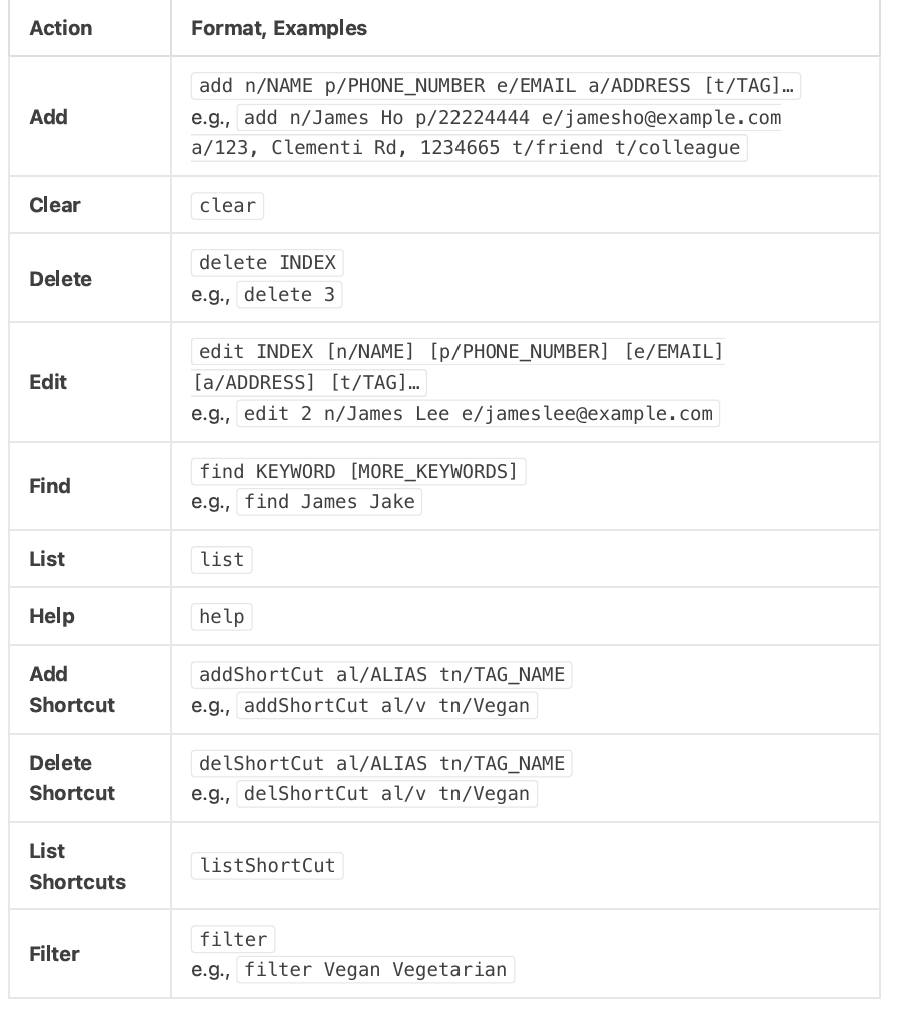 Action Format, Examples
Add
add n/NAME p/PHONE_NUMBER e/EMAIL a/ADDRESS [t/TAG]…
e.g., add n/James Ho p/22224444 e/jamesho@example.com
a/123, Clementi Rd, 1234665 t/friend t/colleague
Clear
clear
Delete
delete INDEX
e.g., delete 3
Edit
edit INDEX [n/NAME] [p/PHONE_NUMBER] [e/EMAIL]
[a/ADDRESS] [t/TAG]…
e.g., edit 2 n/James Lee e/jameslee@example.com
Find
find KEYWORD [MORE_KEYWORDS]
e.g., find James Jake
List
list
Help
help
Add
Shortcut
addShortCut al/ALIAS tn/TAG_NAME
e.g., addShortCut al/v tn/Vegan
Delete
Shortcut
delShortCut al/ALIAS tn/TAG_NAME
e.g., delShortCut al/v tn/Vegan
List
Shortcuts
listShortCut
Filter
filter
e.g., filter Vegan Vegetarian